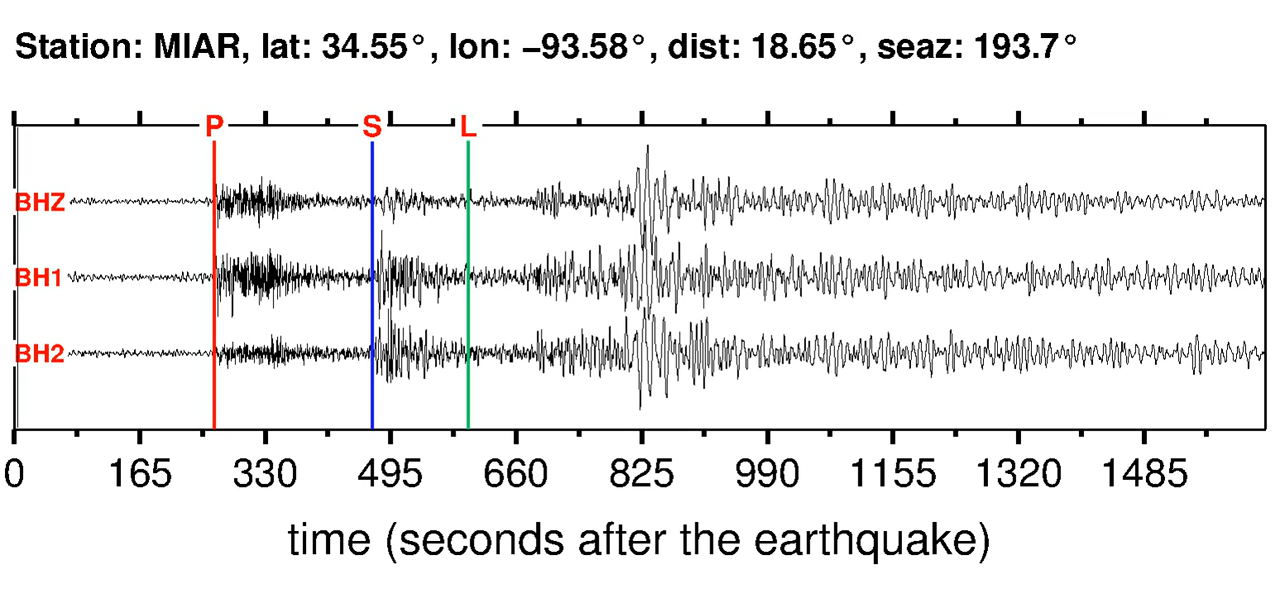 Station: MIAR, lat: 34.55°, lon: −93.58°, dist: 18.65°, seaz: 193.7°
P S L
BHZ
BH1
BH2
0 165 330 495 660 825 990 1155 1320 1485
time (seconds after the earthquake)